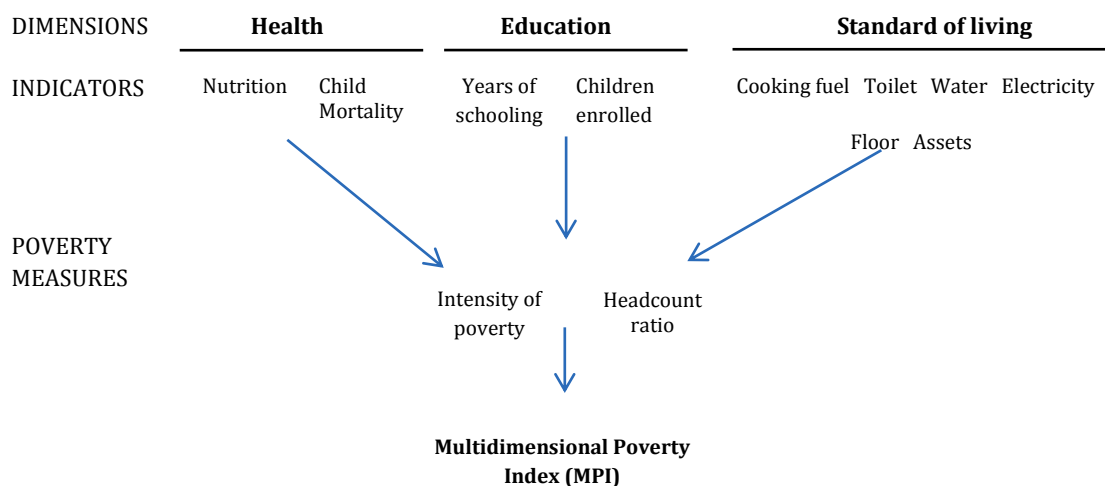 DIMENSIONS Health Education Standard of living
INDICATORS Nutrition Child Mortality Years of schooling Children enrolled Cooking fuel Toilet Water Electricity
Floor Assets
POVERTY MEASURES
Intensity of poverty Headcount ratio
Multidimensional Poverty
Index (MPI)